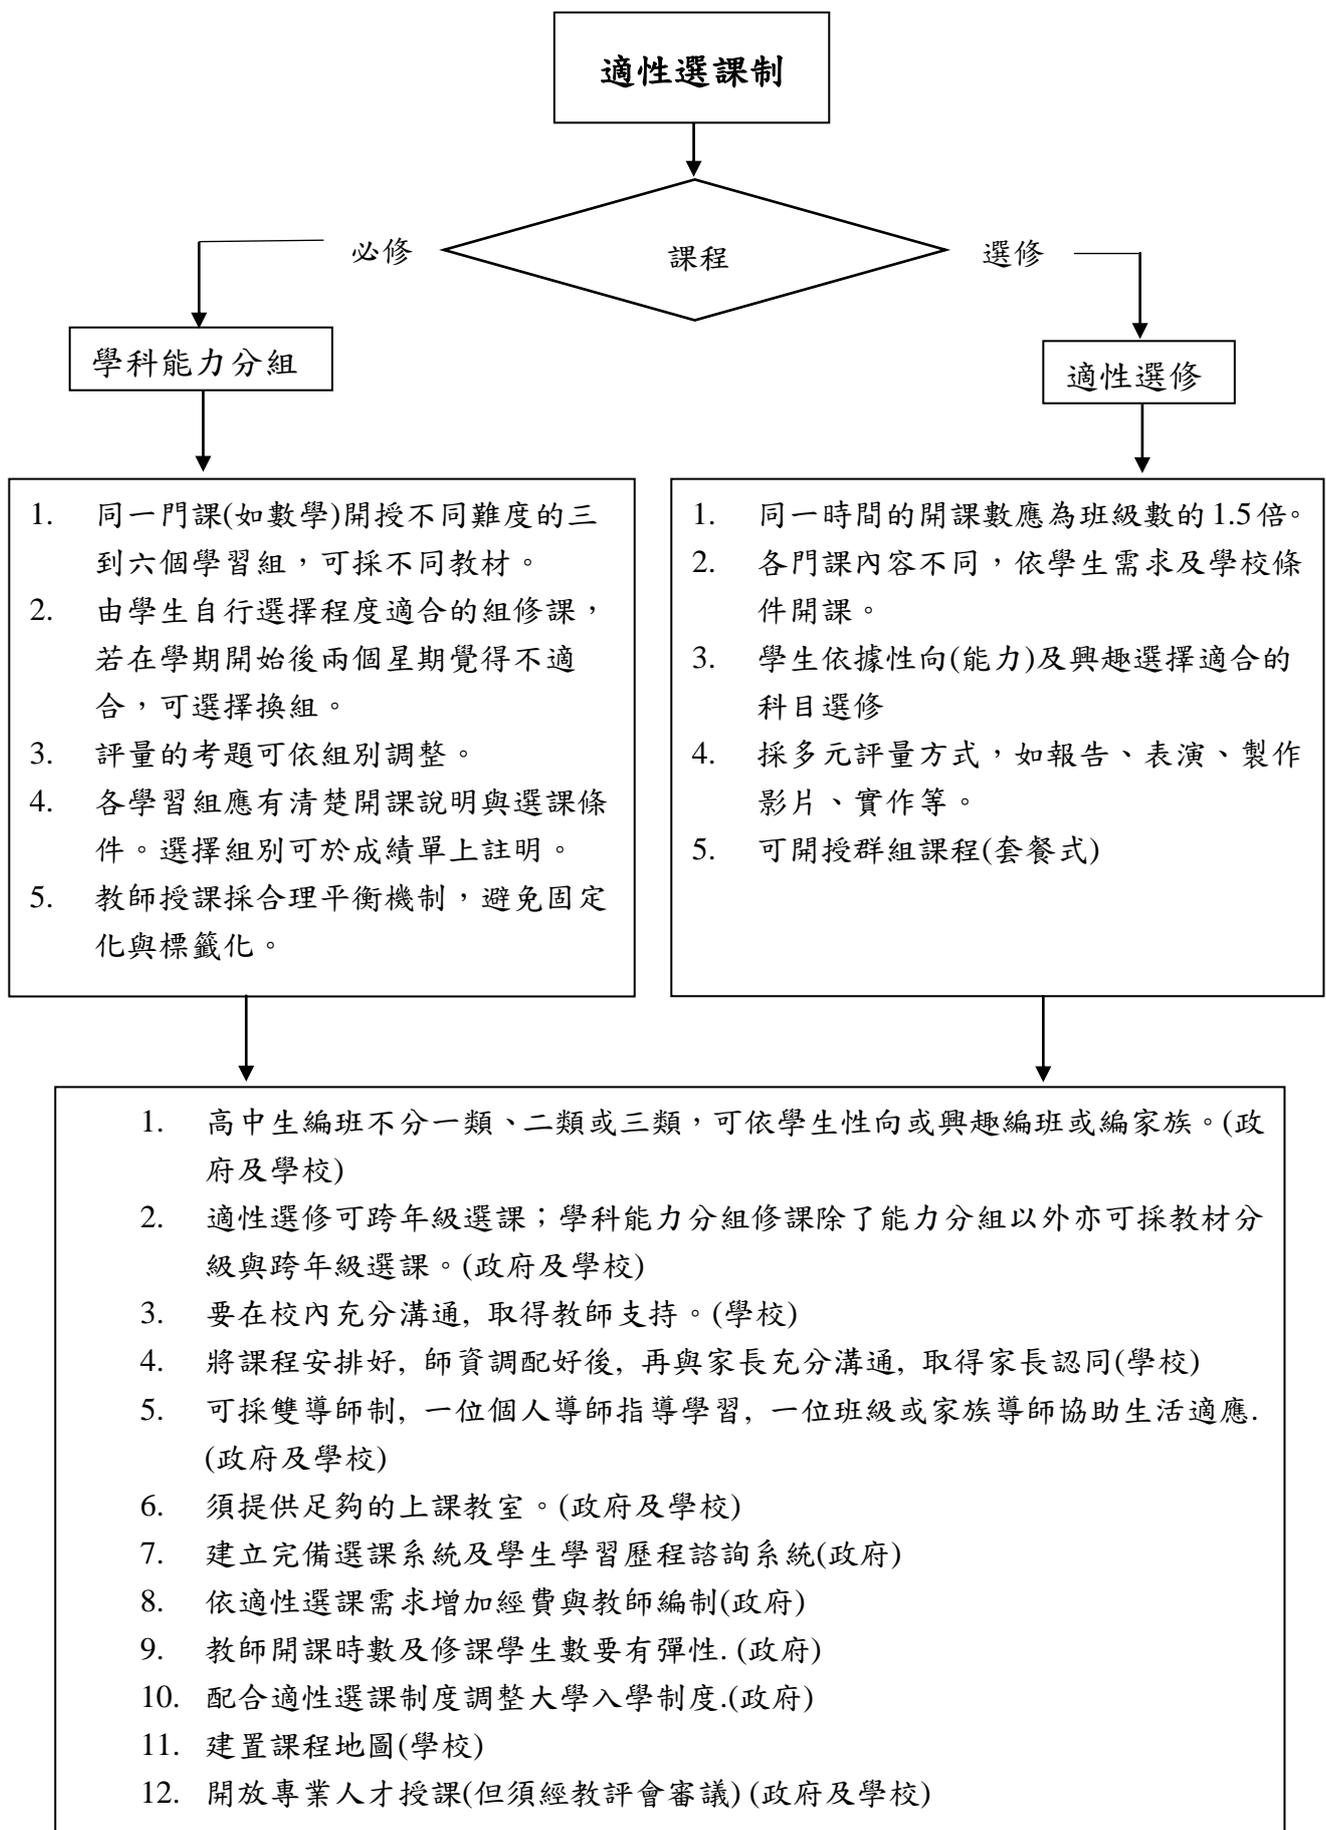 適性選課制
必修
課程
選修
學科能力分組
適性選修
1. 同一門課(如數學)開授不同難度的三
到六個學習組，可採不同教材。
2. 由學生自行選擇程度適合的組修課，
若在學期開始後兩個星期覺得不適
合，可選擇換組。
3. 評量的考題可依組別調整。
4. 各學習組應有清楚開課說明與選課條
件。選擇組別可於成績單上註明。
5. 教師授課採合理平衡機制，避免固定
化與標籤化。
1. 同一時間的開課數應為班級數的1.5倍。
2. 各門課內容不同，依學生需求及學校條
件開課。
3. 學生依據性向(能力)及興趣選擇適合的
科目選修
4. 採多元評量方式，如報告、表演、製作
影片、實作等。
5. 可開授群組課程(套餐式)
1. 高中生編班不分一類、二類或三類，可依學生性向或興趣編班或編家族。(政
府及學校)
2. 適性選修可跨年級選課；學科能力分組修課除了能力分組以外亦可採教材分
級與跨年級選課。(政府及學校)
3. 要在校內充分溝通, 取得教師支持。(學校)
4. 將課程安排好, 師資調配好後, 再與家長充分溝通, 取得家長認同(學校)
5. 可採雙導師制, 一位個人導師指導學習, 一位班級或家族導師協助生活適應.
(政府及學校)
6. 須提供足夠的上課教室。(政府及學校)
7. 建立完備選課系統及學生學習歷程諮詢系統(政府)
8. 依適性選課需求增加經費與教師編制(政府)
9. 教師開課時數及修課學生數要有彈性. (政府)
10. 配合適性選課制度調整大學入學制度.(政府)
11. 建置課程地圖(學校)
12. 開放專業人才授課(但須經教評會審議) (政府及學校)